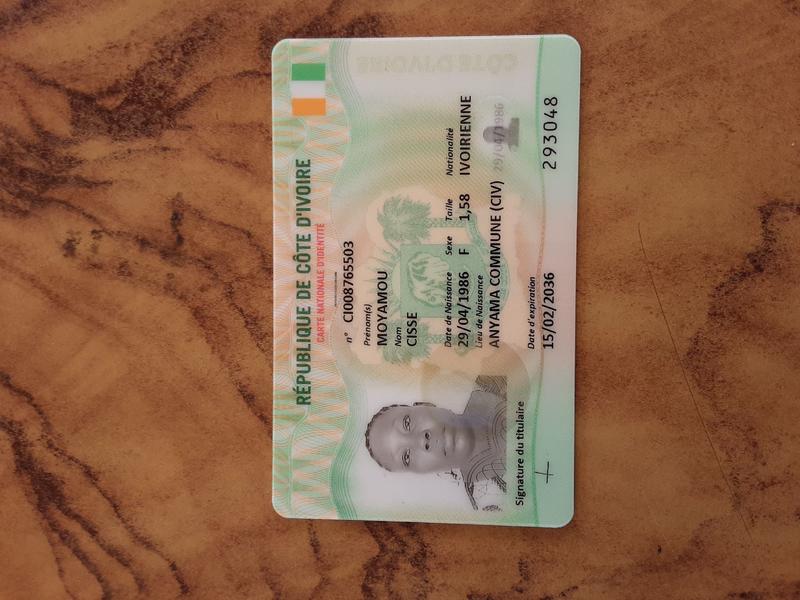 RÉPUBLIQUE DE CÔTE D'IVOIRE
CARTE NATIONALE D'IDENTITÉ
CÔTE D'IVOIRE
n° CI008765503
Prénom(s)
MOYAMOU
Nom
CISSE
Date de Naissance Sexe Taille Nationalité
29/04/1986 F 1,58 IVOIRIENNE
Lieu de Naissance
ANYAMA COMMUNE (CIV)
29/04/1986
Date d'expiration
15/02/2036
293048
Signature du titulaire